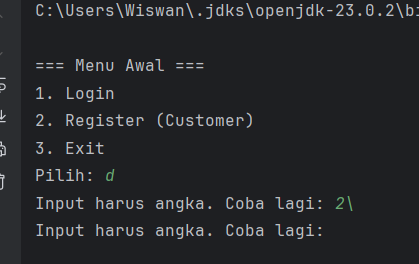 C:\Users\Wiswan\.jdks\openjdk-23.0.2\bi
=== Menu Awal ===
1. Login
2. Register (Customer)
3. Exit
Pilih: d
Input harus angka. Coba lagi: 2\
Input harus angka. Coba lagi: